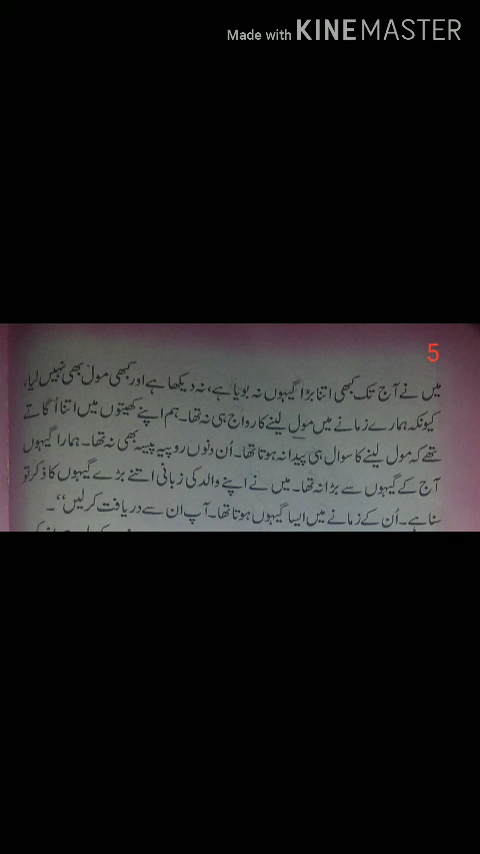 Made with KINEMASTER
5
میں نے آج تک کبھی اتنا بڑا گیہوں نہ بویا ہے، نہ دیکھا ہے اور کبھی مول بھی نہیں لیا،
کیونکہ ہمارے زمانے میں مول لینے کا رواج ہی نہ تھا۔ ہم اپنے کھیتوں میں اتنا اُگاتے
تھے کہ مول لینے کا سوال ہی پیدا نہ ہوتا تھا۔ اُن دنوں روپیہ پیسہ بھی نہ تھا۔ ہمارا گیہوں
آج کے گیہوں سے بڑا نہ تھا۔ میں نے اپنے والد کی زبانی اتنے بڑے گیہوں کا ذکر تو
سنا ہے۔ اُن کے زمانے میں ایسا گیہوں ہوتا تھا۔ آپ ان سے دریافت کر لیں‘‘۔